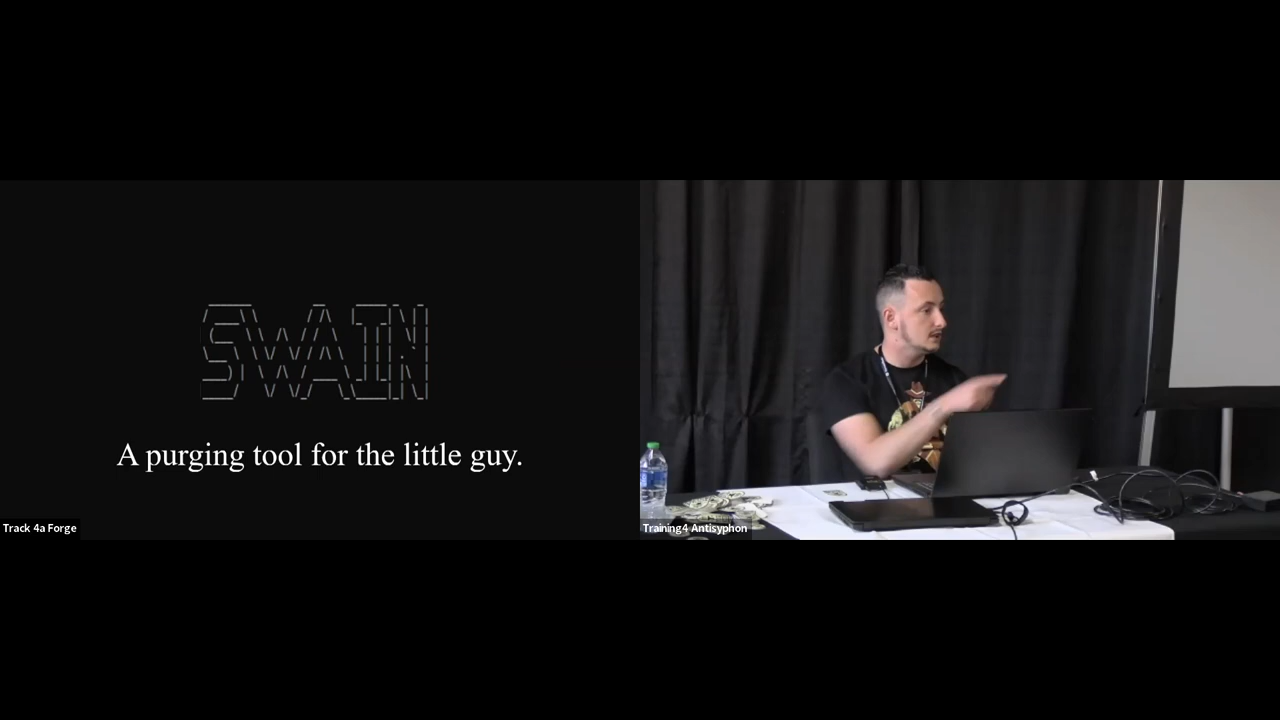 SWAIN
A purging tool for the little guy.
Track 4a Forge
Training4 Antisyphon